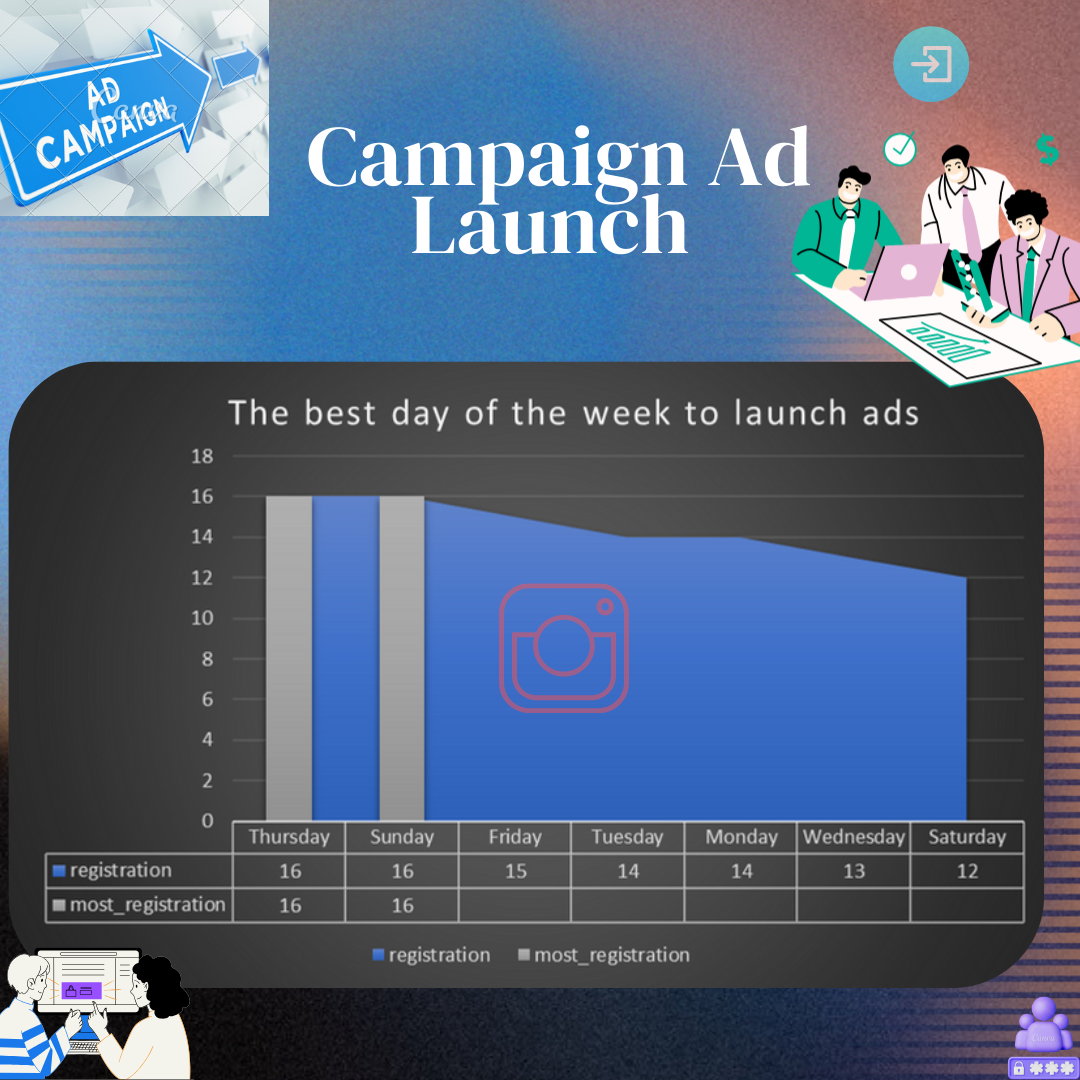 AD
CAMPAIGN
Canva
Campaign Ad
Launch
$
The best day of the week to launch ads
18
16
14
12
10
8
6
4
2
0
Thursday Sunday Friday Tuesday Monday Wednesday Saturday
registration 16 16 15 14 14 13 12
most_registration 16 16
registration most_registration
Canva
***